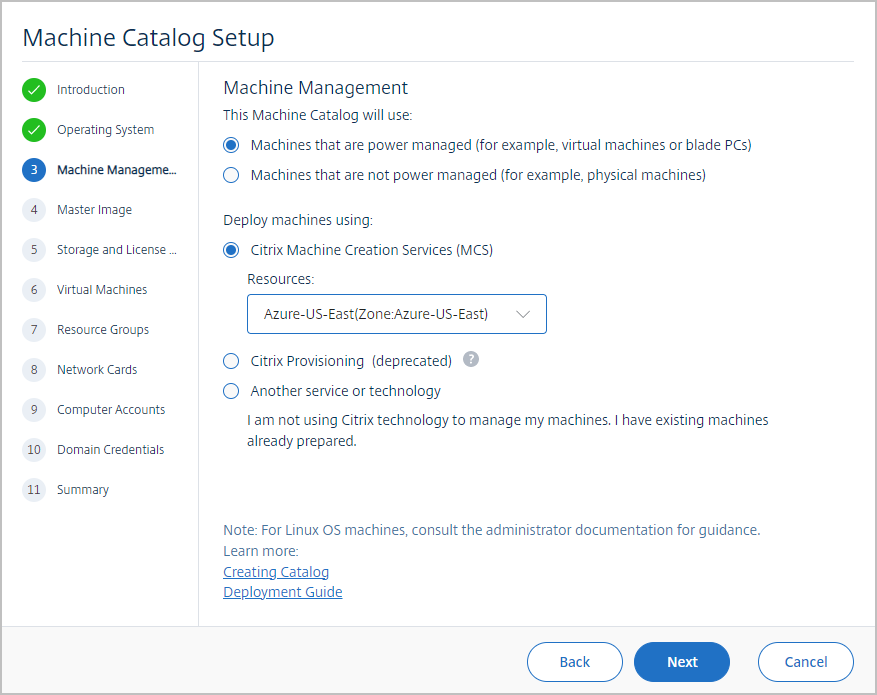 Machine Catalog Setup
Introduction
Operating System
3 Machine Manageme...
4 Master Image
5 Storage and License ...
6 Virtual Machines
7 Resource Groups
8 Network Cards
9 Computer Accounts
10 Domain Credentials
11 Summary
Machine Management
This Machine Catalog will use:
Machines that are power managed (for example, virtual machines or blade PCs)
Machines that are not power managed (for example, physical machines)
Deploy machines using:
Citrix Machine Creation Services (MCS)
Resources:
Azure-US-East(Zone:Azure-US-East)
Citrix Provisioning (deprecated) ?
Another service or technology
I am not using Citrix technology to manage my machines. I have existing machines
already prepared.
Note: For Linux OS machines, consult the administrator documentation for guidance.
Learn more:
Creating Catalog
Deployment Guide
Back Next Cancel